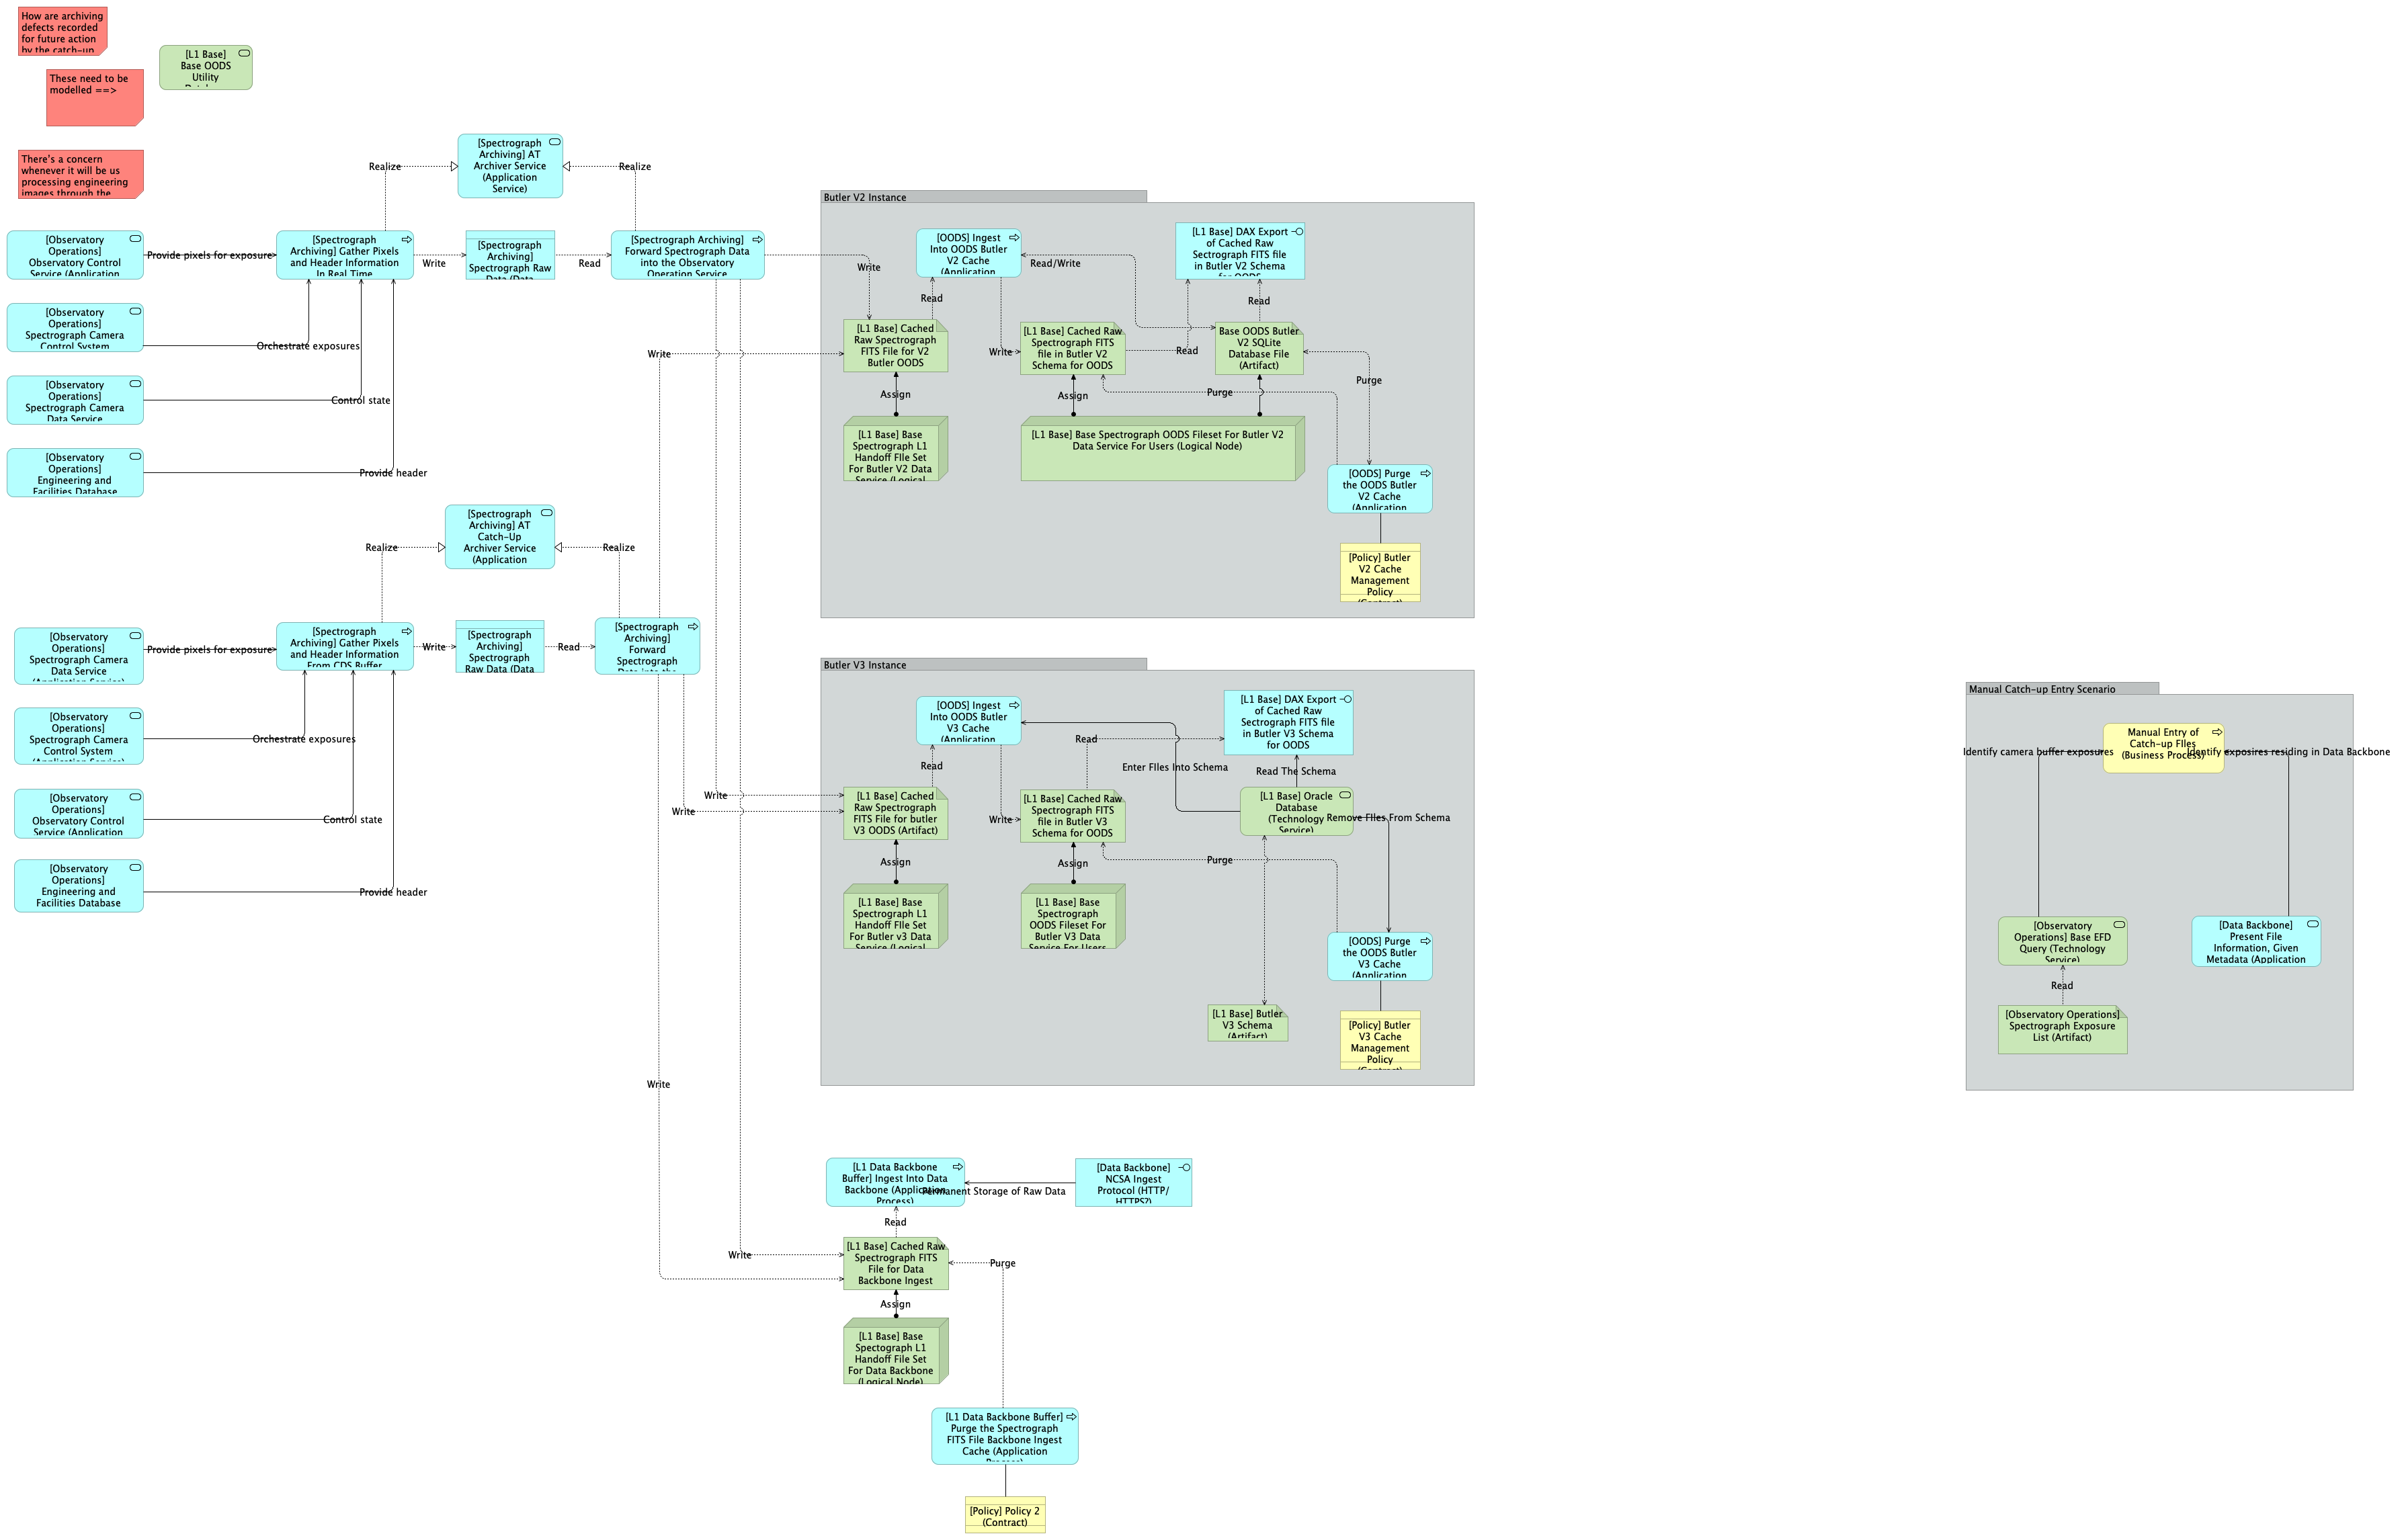 How are archiving
defects recorded
for future action
by the catch-up
[L1 Base]
Base OODS
Utility
These need to be
modelled ==>
There's a concern
whenever it will be us
processing engineering
images through the
[Spectrograph
Archiving] AT
Archiver Service
(Application
Service)
Realize
Realize
[Observatory
Operations]
Observatory Control
Service (Application
Provide pixels for exposure
[Spectrograph
Archiving] Gather Pixels
and Header Information
In Real Time
Write
[Spectrograph
Archiving]
Spectrograph Raw
Data (Data
Read
[Spectrograph Archiving]
Forward Spectrograph Data
into the Observatory
Operation Service
Write
[Observatory
Operations]
Spectrograph Camera
Control System
Orchestrate exposures
[Observatory
Operations]
Spectrograph Camera
Data Service
Control state
[Observatory
Operations]
Engineering and
Facilities Database
Provide header
Butler V2 Instance
[OODS] Ingest
Into OODS Butler
V2 Cache
(Application
Read/Write
[L1 Base] DAX Export
of Cached Raw
Sectrograph FITS file
in Butler V2 Schema
for OODS
Read
Read
[L1 Base] Cached
Raw Spectrograph
FITS File for V2
Butler OODS
Write
Write
[L1 Base] Cached Raw
Spectrograph FITS
file in Butler V2
Schema for OODS
Read
Base OODS Butler
V2 SQLite
Database File
(Artifact)
Purge
Purge
Assign
Assign
[L1 Base] Base
Spectrograph L1
Handoff FIle Set
For Butler V2 Data
Service (Logical
[L1 Base] Base Spectrograph OODS Fileset For Butler V2
Data Service For Users (Logical Node)
[OODS] Purge
the OODS Butler
V2 Cache
(Application
[Policy] Butler
V2 Cache
Management
Policy
(Contract)
[Spectrograph
Archiving] AT
Catch-Up
Archiver Service
(Application
Realize
Realize
[Observatory
Operations]
Spectrograph Camera
Data Service
(Application Service)
Provide pixels for exposure
[Spectrograph
Archiving] Gather Pixels
and Header Information
From CDS Buffer
Write
[Spectrograph
Archiving]
Spectrograph
Raw Data (Data
Read
[Spectrograph
Archiving]
Forward
Spectrograph
Data into the
[Observatory
Operations]
Spectrograph Camera
Control System
(Application Service)
Orchestrate exposures
[Observatory
Operations]
Observatory Control
Service (Application
Control state
[Observatory
Operations]
Engineering and
Facilities Database
Provide header
Butler V3 Instance
[OODS] Ingest
Into OODS Butler
V3 Cache
(Application
Read
[L1 Base] DAX Export
of Cached Raw
Sectrograph FITS file
in Butler V3 Schema
for OODS
Read
Enter FIles Into Schema
Read The Schema
Write
Write
[L1 Base] Cached
Raw Spectrograph
FITS File for butler
V3 OODS (Artifact)
Write
[L1 Base] Cached Raw
Spectrograph FITS
file in Butler V3
Schema for OODS
[L1 Base] Oracle
Database
(Technology
Service)
Remove FIles From Schema
Purge
Assign
Assign
[L1 Base] Base
Spectrograph L1
Handoff FIle Set
For Butler v3 Data
Service (Logical
[L1 Base] Base
Spectrograph
OODS Fileset For
Butler V3 Data
Service For Users
[OODS] Purge
the OODS Butler
V3 Cache
(Application
[L1 Base] Butler
V3 Schema
(Artifact)
[Policy] Butler
V3 Cache
Management
Policy
(Contract)
Manual Catch-up Entry Scenario
Manual Entry of
Catch-up FIles
(Business Process)
Identify camera buffer exposures
Identify exposires residing in Data Backbone
[Observatory
Operations] Base EFD
Query (Technology
Service)
[Data Backbone]
Present File
Information, Given
Metadata (Application
Read
[Observatory Operations]
Spectrograph Exposure
List (Artifact)
Write
[L1 Data Backbone
Buffer] Ingest Into Data
Backbone (Application
Process)
Permanent Storage of Raw Data
[Data Backbone]
NCSA Ingest
Protocol (HTTP/
HTTPS?)
Read
Write
[L1 Base] Cached Raw
Spectrograph FITS
File for Data
Backbone Ingest
Purge
Assign
[L1 Base] Base
Spectograph L1
Handoff File Set
For Data Backbone
(Logical Node)
[L1 Data Backbone Buffer]
Purge the Spectrograph
FITS File Backbone Ingest
Cache (Application
Process)
[Policy] Policy 2
(Contract)